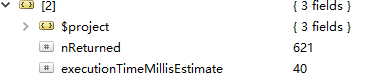 [2] { 3 fields }
$project { 3 fields }
nReturned 621
executionTimeMillisEstimate 40